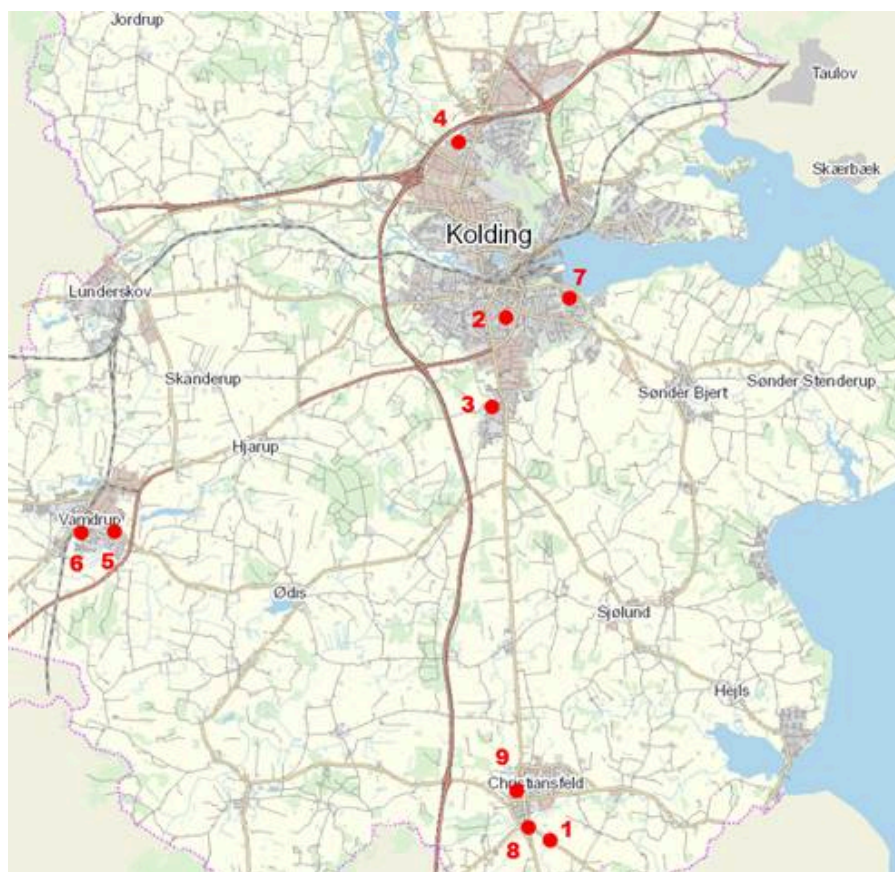 Jordrup
Taulov
4
Skærbæk
Kolding
Lunderskov
7
2
Skanderup
Sønder Bjert
Sønder Stenderup
3
Hjarup
Vamdrup
6
5
Ødis
Sjølund
Hejls
9
Christiansfeld
8
1